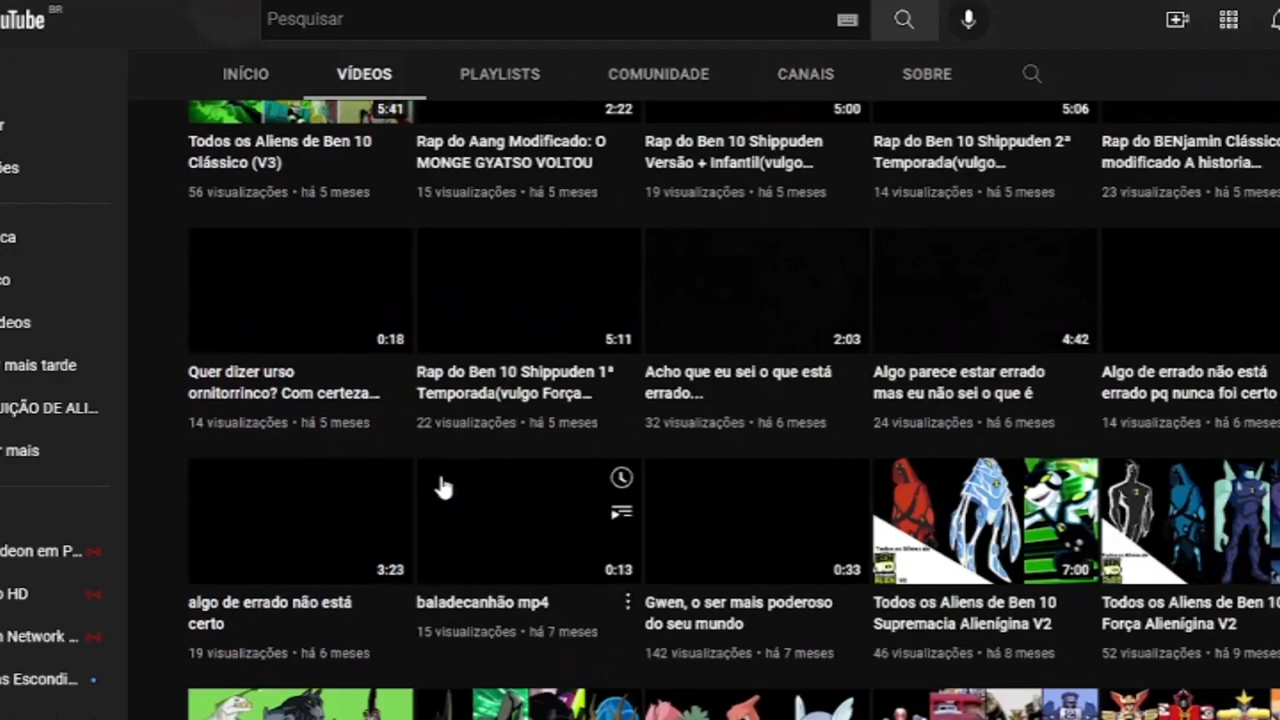 uTube BR
Pesquisar
INÍCIO VÍDEOS PLAYLISTS COMUNIDADE CANAIS SOBRE
5:41 2:22 5:00 5:06
Todos os Aliens de Ben 10 Clássico (V3)
56 visualizações • há 5 meses
Rap do Aang Modificado: O MONGE GYATSO VOLTOU
15 visualizações • há 5 meses
Rap do Ben 10 Shippuden Versão + Infantil(vulgo...
19 visualizações • há 5 meses
Rap do Ben 10 Shippuden 2ª Temporada(vulgo...
14 visualizações • há 5 meses
Rap do BENjamin Clássico modificado A historia...
23 visualizações • há 5 meses
0:18
Quer dizer urso ornitorrinco? Com certeza...
14 visualizações • há 5 meses
5:11
Rap do Ben 10 Shippuden 1ª Temporada(vulgo Força...
22 visualizações • há 5 meses
2:03
Acho que eu sei o que está errado...
32 visualizações • há 6 meses
4:42
Algo parece estar errado mas eu não sei o que é
24 visualizações • há 6 meses
Algo de errado não está errado pq nunca foi certo
14 visualizações • há 6 meses
3:23
algo de errado não está certo
19 visualizações • há 6 meses
0:13
baladecanhão mp4
15 visualizações • há 7 meses
0:33
Gwen, o ser mais poderoso do seu mundo
142 visualizações • há 7 meses
7:00
Todos os Aliens de Ben 10 Supremacia Alienígina V2
46 visualizações • há 8 meses
Todos os Aliens de Ben 10 Força Alienígina V2
52 visualizações • há 9 meses
r
ões
ca
co
deos
r mais tarde
UIÇÃO DE ALI...
r mais
deon em P...
o HD
n Network ...
as Escondi...